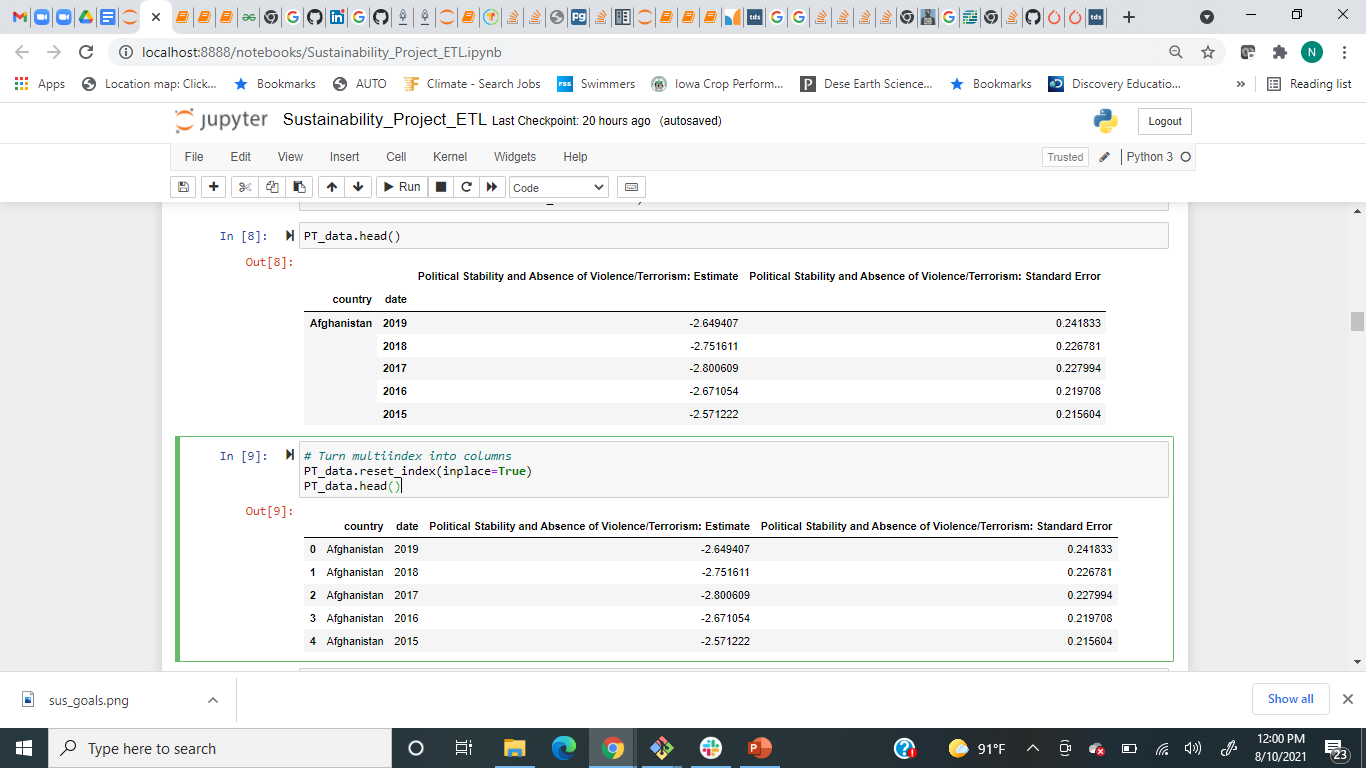 tds
tds
localhost:8888/notebooks/Sustainability_Project_ETL.ipynb
N
Apps
Location map: Click...
Bookmarks
AUTO
Climate - Search Jobs
Swimmers
Iowa Crop Perform...
Dese Earth Science...
Bookmarks
Discovery Educatio...
»
Reading list
jupyter Sustainability_Project_ETL Last Checkpoint: 20 hours ago (autosaved)
Logout
File Edit View Insert Cell Kernel Widgets Help
Trusted
Python 3
Run
Code
In [8]: PT_data.head()
Out[8]:
Political Stability and Absence of Violence/Terrorism: Estimate Political Stability and Absence of Violence/Terrorism: Standard Error
country date
Afghanistan 2019 -2.649407 0.241833
2018 -2.751611 0.226781
2017 -2.800609 0.227994
2016 -2.671054 0.219708
2015 -2.571222 0.215604
In [9]: # Turn multiindex into columns
PT_data.reset_index(inplace=True)
PT_data.head()
Out[9]:
country date Political Stability and Absence of Violence/Terrorism: Estimate Political Stability and Absence of Violence/Terrorism: Standard Error
0 Afghanistan 2019 -2.649407 0.241833
1 Afghanistan 2018 -2.751611 0.226781
2 Afghanistan 2017 -2.800609 0.227994
3 Afghanistan 2016 -2.671054 0.219708
4 Afghanistan 2015 -2.571222 0.215604
sus_goals.png
Show all
Type here to search
91°F
12:00 PM
8/10/2021
23